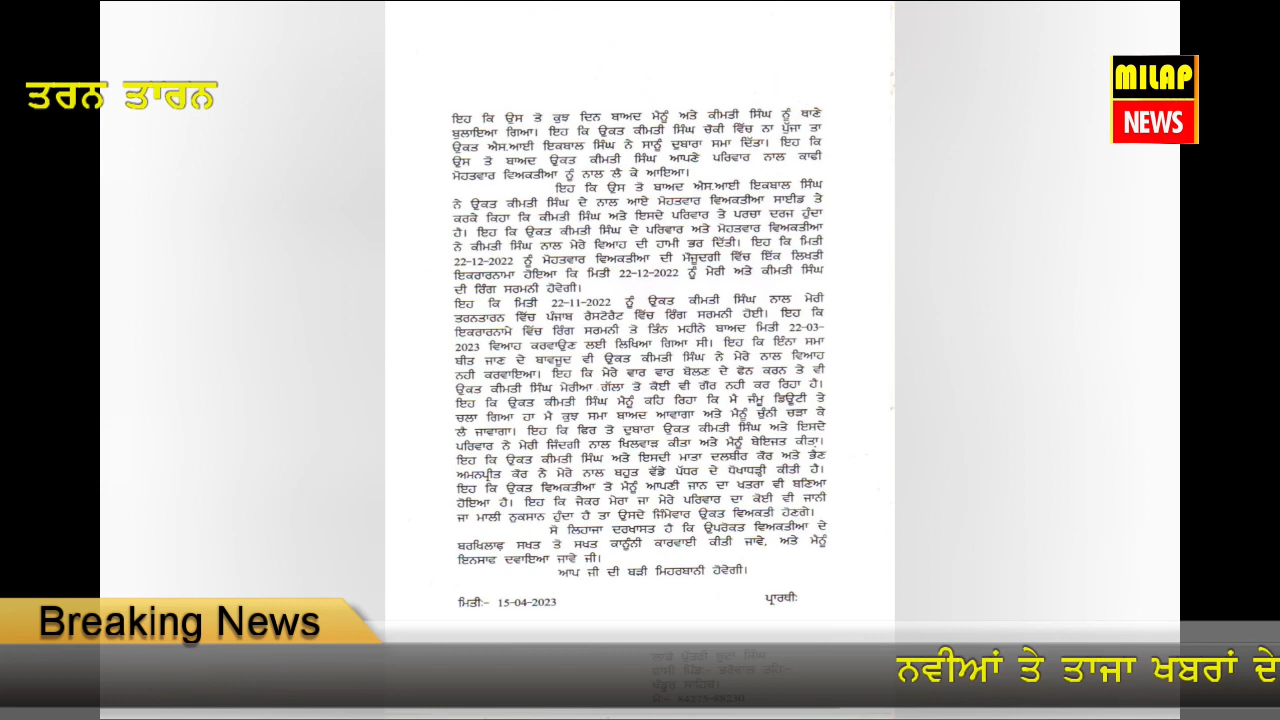 ਤਰਨ ਤਾਰਨ
MILAP
NEWS
ਇਹ ਕਿ ਉਸ ਤੋ ਕੁਝ ਦਿਨ ਬਾਅਦ ਮੈਨੂੰ ਅਤੇ ਕੀਮਤੀ ਸਿੰਘ ਨੂੰ ਥਾਣੇ
ਬੁਲਾਇਆ ਗਿਆ। ਇਹ ਕਿ ਉਕਤ ਕੀਮਤੀ ਸਿੰਘ ਚੌਕੀ ਵਿੱਚ ਨਾ ਪੁੱਜਾ ਤਾ
ਉਕਤ ਐਸ.ਆਈ ਇਕਬਾਲ ਸਿੰਘ ਨੇ ਸਾਨੂੰ ਦੁਬਾਰਾ ਸਮਾ ਦਿੱਤਾ। ਇਹ ਕਿ
ਉਸ ਤੋ ਬਾਅਦ ਉਕਤ ਕੀਮਤੀ ਸਿੰਘ ਆਪਣੇ ਪਰਿਵਾਰ ਨਾਲ ਕਾਫੀ
ਮੋਹਤਵਾਰ ਵਿਅਕਤੀਆ ਨੂੰ ਨਾਲ ਲੈ ਕੇ ਆਇਆ।
ਇਹ ਕਿ ਉਸ ਤੋ ਬਾਅਦ ਐਸ.ਆਈ ਇਕਬਾਲ ਸਿੰਘ
ਨੇ ਉਕਤ ਕੀਮਤੀ ਸਿੰਘ ਦੇ ਨਾਲ ਆਏ ਮੋਹਤਵਾਰ ਵਿਅਕਤੀਆ ਸਾਈਡ ਤੇ
ਕਰਕੇ ਕਿਹਾ ਕਿ ਕੀਮਤੀ ਸਿੰਘ ਅਤੇ ਇਸਦੇ ਪਰਿਵਾਰ ਤੇ ਪਰਚਾ ਦਰਜ ਹੁੰਦਾ
ਹੈ। ਇਹ ਕਿ ਉਕਤ ਕੀਮਤੀ ਸਿੰਘ ਦੇ ਪਰਿਵਾਰ ਅਤੇ ਮੋਹਤਵਾਰ ਵਿਅਕਤੀਆ
ਨੇ ਕੀਮਤੀ ਸਿੰਘ ਨਾਲ ਮੇਰੇ ਵਿਆਹ ਦੀ ਹਾਮੀ ਭਰ ਦਿੱਤੀ। ਇਹ ਕਿ ਮਿਤੀ
22-12-2022 ਨੂੰ ਮੋਹਤਵਾਰ ਵਿਅਕਤੀਆ ਦੀ ਮੌਜੂਦਗੀ ਵਿੱਚ ਇੱਕ ਲਿਖਤੀ
ਇਕਰਾਰਨਾਮਾ ਹੋਇਆ ਕਿ ਮਿਤੀ 22-12-2022 ਨੂੰ ਮੇਰੀ ਅਤੇ ਕੀਮਤੀ ਸਿੰਘ
ਦੀ ਰਿੰਗ ਸਰਮਨੀ ਹੋਵੇਗੀ।
ਇਹ ਕਿ ਮਿਤੀ 22-11-2022 ਨੂੰ ਉਕਤ ਕੀਮਤੀ ਸਿੰਘ ਨਾਲ ਮੇਰੀ
ਤਰਨਤਾਰਨ ਵਿੱਚ ਪੰਜਾਬ ਰੈਸਟੋਰੈਟ ਵਿੱਚ ਰਿੰਗ ਸਰਮਨੀ ਹੋਈ। ਇਹ ਕਿ
ਇਕਰਾਰਨਾਮੇ ਵਿੱਚ ਰਿੰਗ ਸਰਮਨੀ ਤੋ ਤਿੰਨ ਮਹੀਨੇ ਬਾਅਦ ਮਿਤੀ 22-03-
2023 ਵਿਆਹ ਕਰਵਾਉਣ ਲਈ ਲਿਖਿਆ ਗਿਆ ਸੀ। ਇਹ ਕਿ ਇੰਨਾ ਸਮਾ
ਬੀਤ ਜਾਣ ਦੇ ਬਾਵਜੂਦ ਵੀ ਉਕਤ ਕੀਮਤੀ ਸਿੰਘ ਨੇ ਮੇਰੇ ਨਾਲ ਵਿਆਹ
ਨਹੀ ਕਰਵਾਇਆ। ਇਹ ਕਿ ਮੇਰੇ ਵਾਰ ਵਾਰ ਬੋਲਣ ਦੇ ਫੋਨ ਕਰਨ ਤੇ ਵੀ
ਉਕਤ ਕੀਮਤੀ ਸਿੰਘ ਮੇਰੀਆ ਗੱਲਾ ਤੇ ਕੋਈ ਵੀ ਗੌਰ ਨਹੀ ਕਰ ਰਿਹਾ ਹੈ।
ਇਹ ਕਿ ਉਕਤ ਕੀਮਤੀ ਸਿੰਘ ਮੈਨੂੰ ਕਹਿ ਰਿਹਾ ਕਿ ਮੈ ਜੰਮੂ ਡਿਊਟੀ ਤੇ
ਚਲਾ ਗਿਆ ਹਾ ਮੈ ਕੁਝ ਸਮਾ ਬਾਅਦ ਆਵਾਗਾ ਅਤੇ ਮੈਨੂੰ ਚੁੰਨੀ ਚੜਾ ਕੇ
ਲੈ ਜਾਵਾਗਾ। ਇਹ ਕਿ ਫਿਰ ਤੋ ਦੁਬਾਰਾ ਉਕਤ ਕੀਮਤੀ ਸਿੰਘ ਅਤੇ ਇਸਦੇ
ਪਰਿਵਾਰ ਨੇ ਮੇਰੀ ਜਿੰਦਗੀ ਨਾਲ ਖਿਲਵਾੜ ਕੀਤਾ ਅਤੇ ਮੈਨੂੰ ਬੇਇਜਤ ਕੀਤਾ।
ਇਹ ਕਿ ਉਕਤ ਕੀਮਤੀ ਸਿੰਘ ਅਤੇ ਇਸਦੀ ਮਾਤਾ ਦਲਬੀਰ ਕੌਰ ਅਤੇ ਭੈਣ
ਅਮਨਪ੍ਰੀਤ ਕੌਰ ਨੇ ਮੇਰੇ ਨਾਲ ਬਹੁਤ ਵੱਡੇ ਪੱਧਰ ਦੇ ਧੋਖਾਧੜੀ ਕੀਤੀ ਹੈ।
ਇਹ ਕਿ ਉਕਤ ਵਿਅਕਤੀਆ ਤੋ ਮੈਨੂੰ ਆਪਣੀ ਜਾਨ ਦਾ ਖਤਰਾ ਵੀ ਬਣਿਆ
ਹੋਇਆ ਹੈ। ਇਹ ਕਿ ਜੇਕਰ ਮੇਰਾ ਜਾ ਮੇਰੇ ਪਰਿਵਾਰ ਦਾ ਕੋਈ ਵੀ ਜਾਨੀ
ਜਾ ਮਾਲੀ ਨੁਕਸਾਨ ਹੁੰਦਾ ਹੈ ਤਾ ਉਸਦੇ ਜਿੰਮੇਵਾਰ ਉਕਤ ਵਿਅਕਤੀ ਹੋਣਗੇ।
ਸੋ ਲਿਹਾਜਾ ਦਰਖਾਸਤ ਹੈ ਕਿ ਉਪਰੋਕਤ ਵਿਅਕਤੀਆ ਦੇ
ਬਰਖਿਲਾਫ਼ ਸਖਤ ਤੋ ਸਖਤ ਕਾਨੂੰਨੀ ਕਾਰਵਾਈ ਕੀਤੀ ਜਾਵੇ, ਅਤੇ ਮੈਨੂੰ
ਇਨਸਾਫ ਦਵਾਇਆ ਜਾਵੇ ਜੀ।
ਆਪ ਜੀ ਦੀ ਬੜੀ ਮਿਹਰਬਾਨੀ ਹੋਵੇਗੀ।
ਮਿਤੀ:- 15-04-2023 ਪ੍ਰਾਰਥੀ:
Breaking News
ਨਵੀਆਂ ਤੇ ਤਾਜਾ ਖਬਰਾਂ ਦੇ